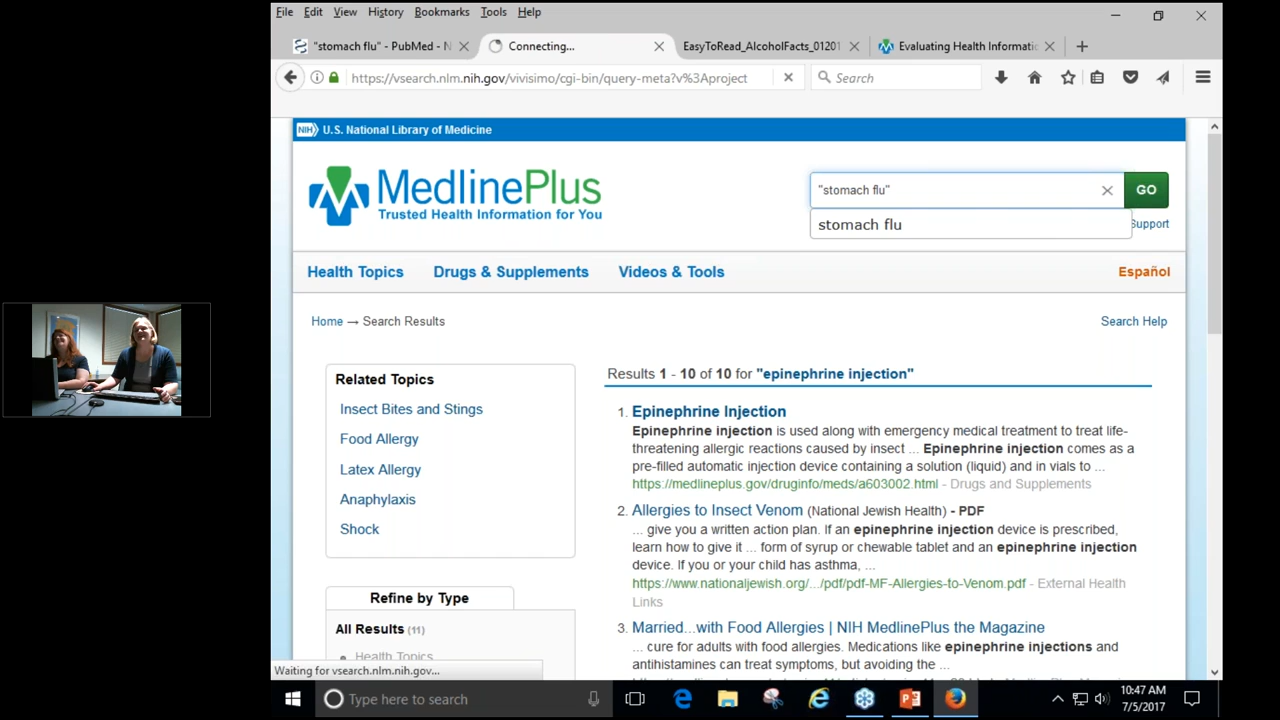 File Edit View History Bookmarks Tools Help
"stomach flu" - PubMed - N
Connecting...
EasyToRead_AlcoholFacts_01201
Evaluating Health Informatic
https://vsearch.nlm.nih.gov/vivisimo/cgi-bin/query-meta?v%3Aproject
Search
NIH U.S. National Library of Medicine
MedlinePlus
Trusted Health Information for You
"stomach flu"
GO
stomach flu
Support
Health Topics Drugs & Supplements Videos & Tools Español
Home → Search Results
Search Help
Related Topics
Insect Bites and Stings
Food Allergy
Latex Allergy
Anaphylaxis
Shock
Refine by Type
All Results (11)
Health Topics
Results 1 - 10 of 10 for "epinephrine injection"
1. Epinephrine Injection
Epinephrine injection is used along with emergency medical treatment to treat life-
threatening allergic reactions caused by insect ... Epinephrine injection comes as a
pre-filled automatic injection device containing a solution (liquid) and in vials to ...
https://medlineplus.gov/druginfo/meds/a603002.html - Drugs and Supplements
2. Allergies to Insect Venom (National Jewish Health) - PDF
... give you a written action plan. If an epinephrine injection device is prescribed,
learn how to give it ... form of syrup or chewable tablet and an epinephrine injection
device. If you or your child has asthma, ...
https://www.nationaljewish.org/.../pdf/pdf-MF-Allergies-to-Venom.pdf - External Health
Links
3. Married...with Food Allergies | NIH MedlinePlus the Magazine
... cure for adults with food allergies. Medications like epinephrine injections and
antihistamines can treat symptoms, but avoiding the ...
Waiting for vsearch.nlm.nih.gov...
Type here to search
10:47 AM
7/5/2017